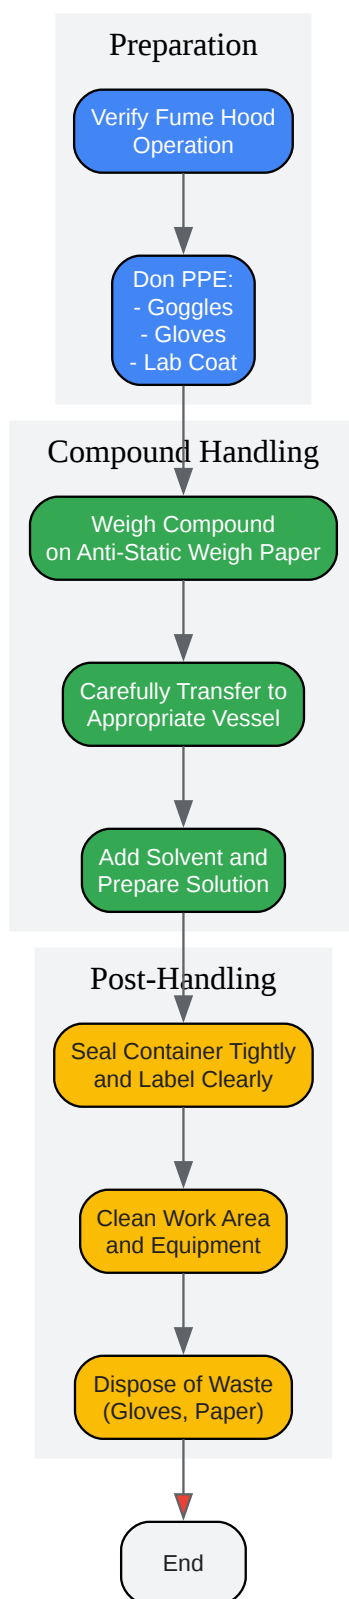 Preparation
Verify Fume Hood
Operation
Don PPE:
- Goggles
- Gloves
- Lab Coat
Compound Handling
Weigh Compound
on Anti-Static Weigh Paper
Carefully Transfer to
Appropriate Vessel
Add Solvent and
Prepare Solution
Post-Handling
Seal Container Tightly
and Label Clearly
Clean Work Area
and Equipment
Dispose of Waste
(Gloves, Paper)
End